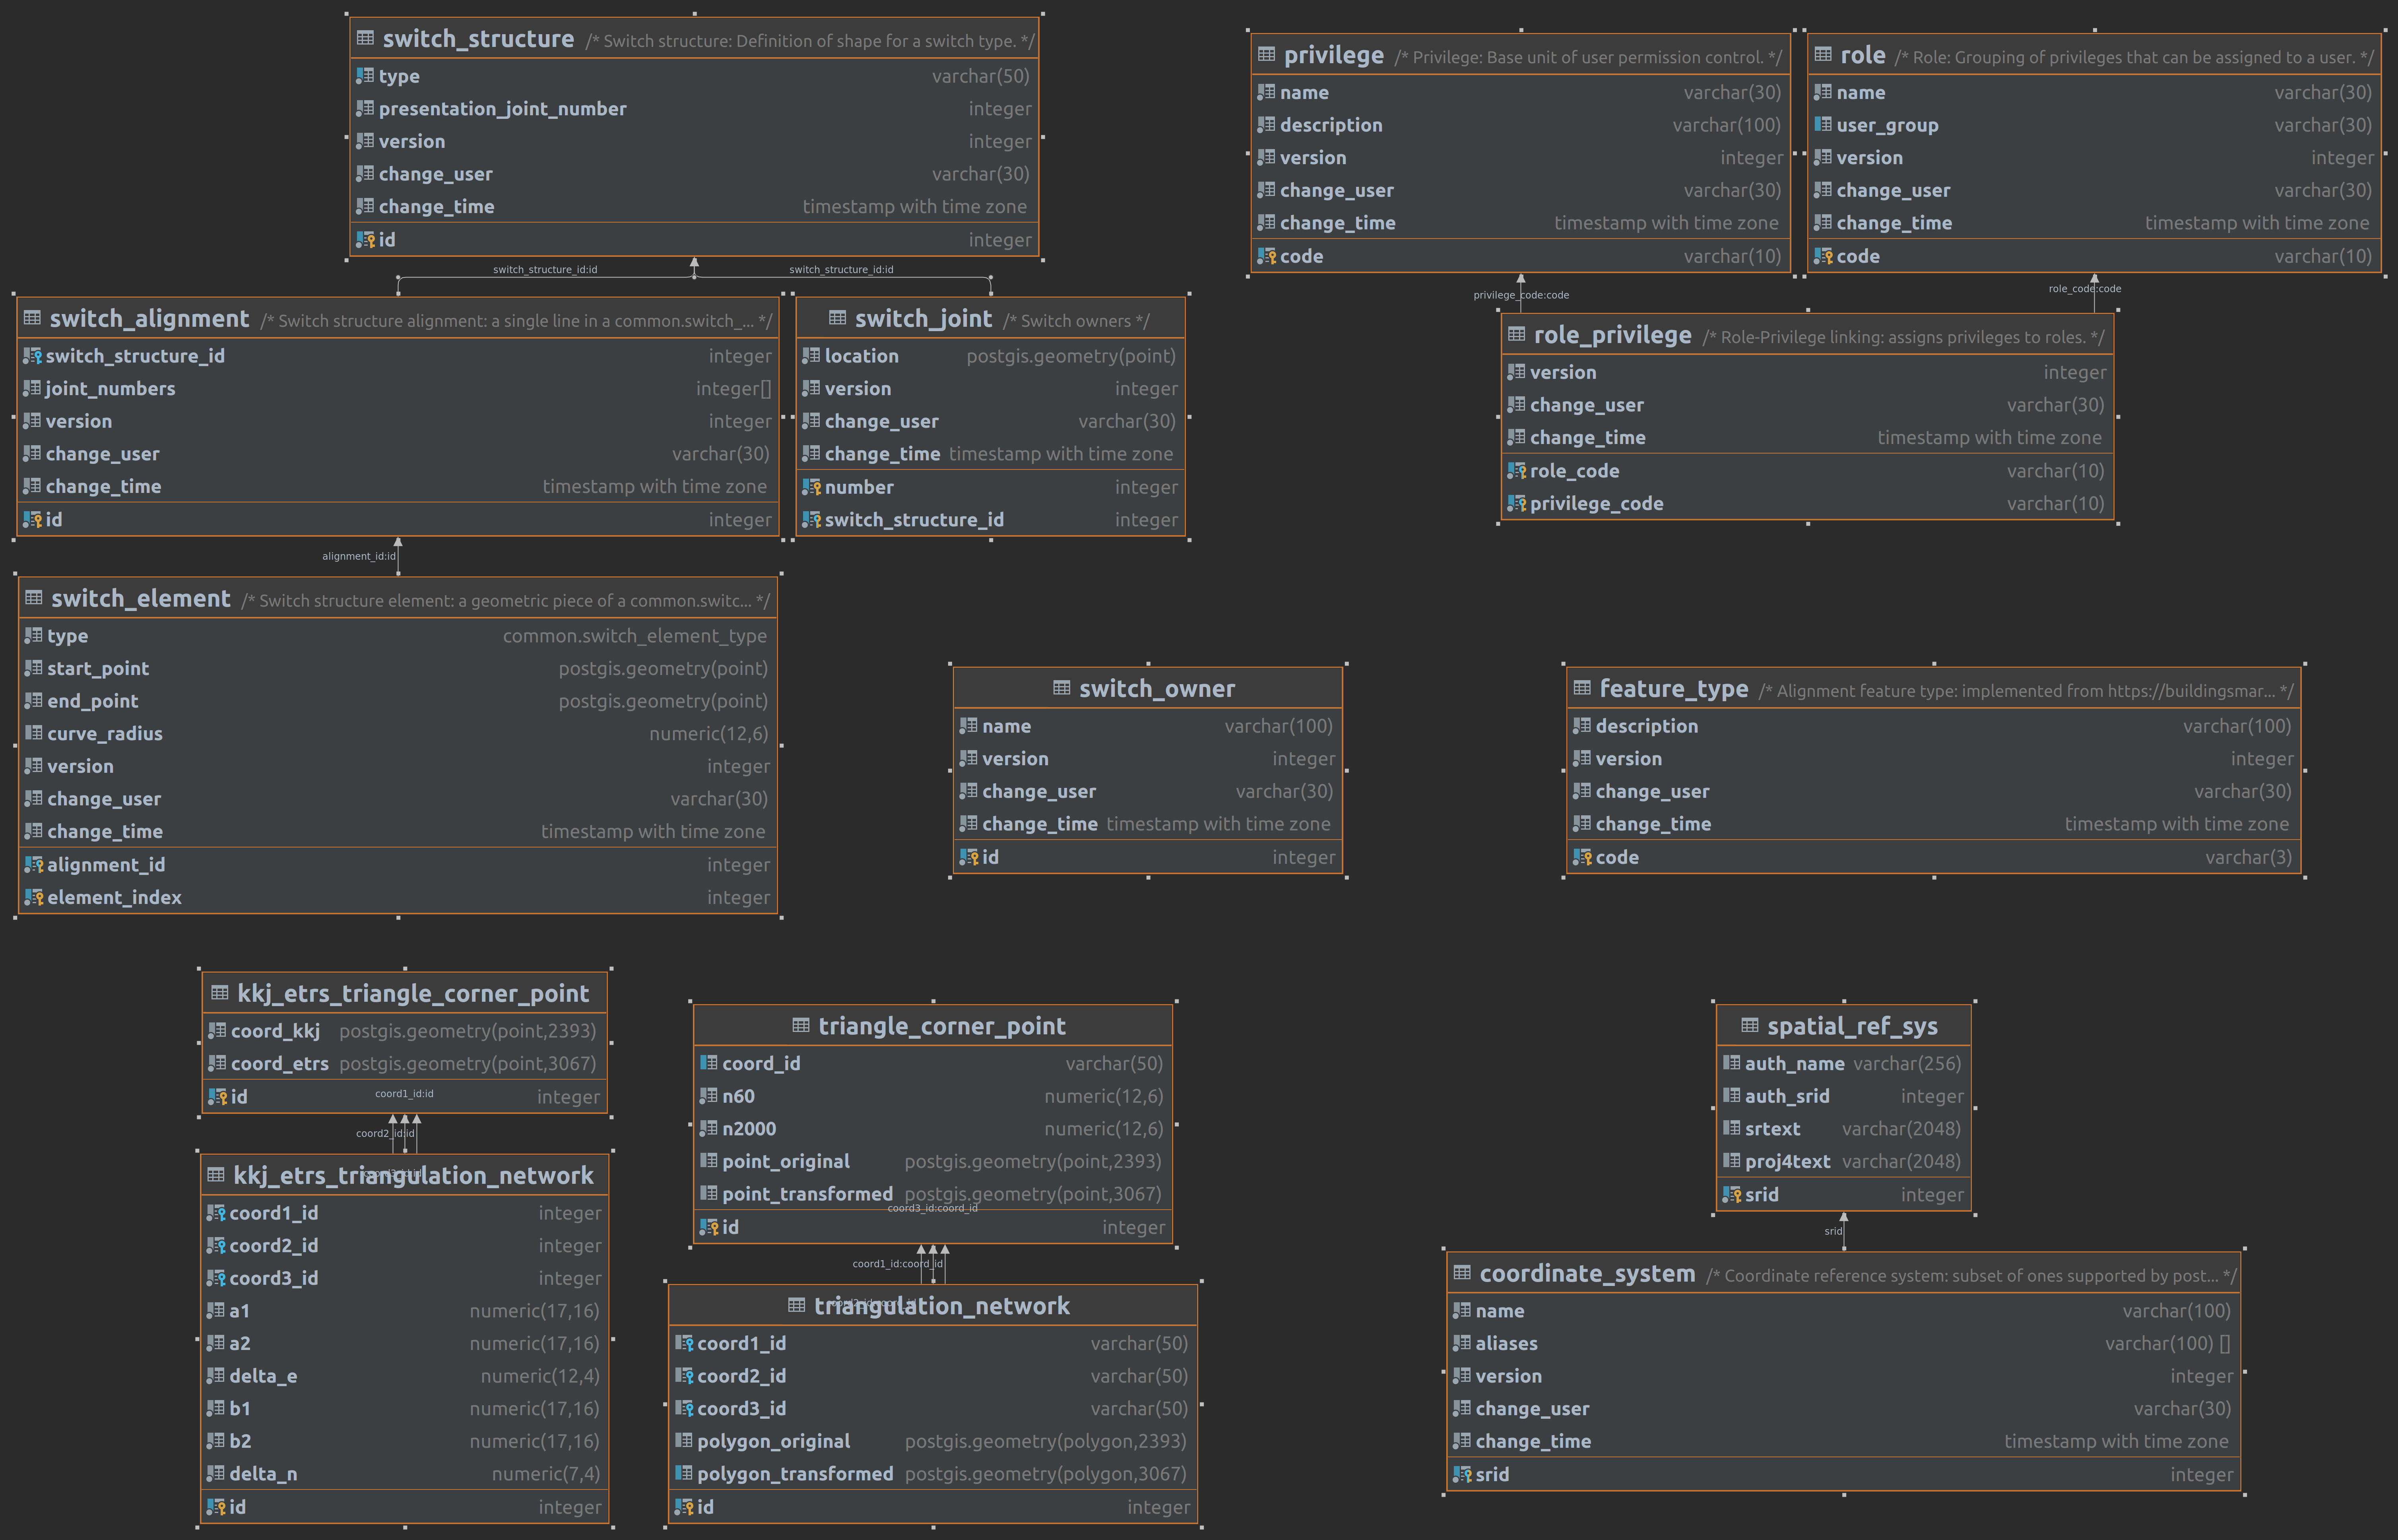 switch_structure /* Switch structure: Definition of shape for a switch type. */
type varchar(50)
presentation_joint_number integer
version integer
change_user varchar(30)
change_time timestamp with time zone
id integer
privilege /* Privilege: Base unit of user permission control. */
name varchar(30)
description varchar(100)
version integer
change_user varchar(30)
change_time timestamp with time zone
code varchar(10)
role /* Role: Grouping of privileges that can be assigned to a user. */
name varchar(30)
user_group varchar(30)
version integer
change_user varchar(30)
change_time timestamp with time zone
code varchar(10)
switch_structure_id:id
switch_structure_id:id
privilege_code:code
role_code:code
switch_alignment /* Switch structure alignment: a single line in a common.switch_... */
switch_structure_id integer
joint_numbers integer[]
version integer
change_user varchar(30)
change_time timestamp with time zone
id integer
switch_joint /* Switch owners */
location postgis.geometry(point)
version integer
change_user varchar(30)
change_time timestamp with time zone
number integer
switch_structure_id integer
role_privilege /* Role-Privilege linking: assigns privileges to roles. */
version integer
change_user varchar(30)
change_time timestamp with time zone
role_code varchar(10)
privilege_code varchar(10)
alignment_id:id
switch_element /* Switch structure element: a geometric piece of a common.switc... */
type common.switch_element_type
start_point postgis.geometry(point)
end_point postgis.geometry(point)
curve_radius numeric(12,6)
version integer
change_user varchar(30)
change_time timestamp with time zone
alignment_id integer
element_index integer
switch_owner
name varchar(100)
version integer
change_user varchar(30)
change_time timestamp with time zone
id integer
feature_type /* Alignment feature type: implemented from https://buildingsmar... */
description varchar(100)
version integer
change_user varchar(30)
change_time timestamp with time zone
code varchar(3)
kkj_etrs_triangle_corner_point
coord_kkj postgis.geometry(point,2393)
coord_etrs postgis.geometry(point,3067)
id integer
coord1_id:id
coord2_id:id
kkj_etrs_triangulation_network
coord1_id integer
coord2_id integer
coord3_id integer
a1 numeric(17,16)
a2 numeric(17,16)
delta_e numeric(12,4)
b1 numeric(17,16)
b2 numeric(17,16)
delta_n numeric(7,4)
id integer
triangle_corner_point
coord_id varchar(50)
n60 numeric(12,6)
n2000 numeric(12,6)
point_original postgis.geometry(point,2393)
point_transformed postgis.geometry(point,3067)
coord3_id:coord_id
id integer
coord1_id:coord_id
triangulation_network
coord1_id varchar(50)
coord2_id varchar(50)
coord3_id varchar(50)
polygon_original postgis.geometry(polygon,2393)
polygon_transformed postgis.geometry(polygon,3067)
id integer
spatial_ref_sys
auth_name varchar(256)
auth_srid integer
srtext varchar(2048)
proj4text varchar(2048)
srid integer
srid
coordinate_system /* Coordinate reference system: subset of ones supported by post... */
name varchar(100)
aliases varchar(100) []
version integer
change_user varchar(30)
change_time timestamp with time zone
srid integer